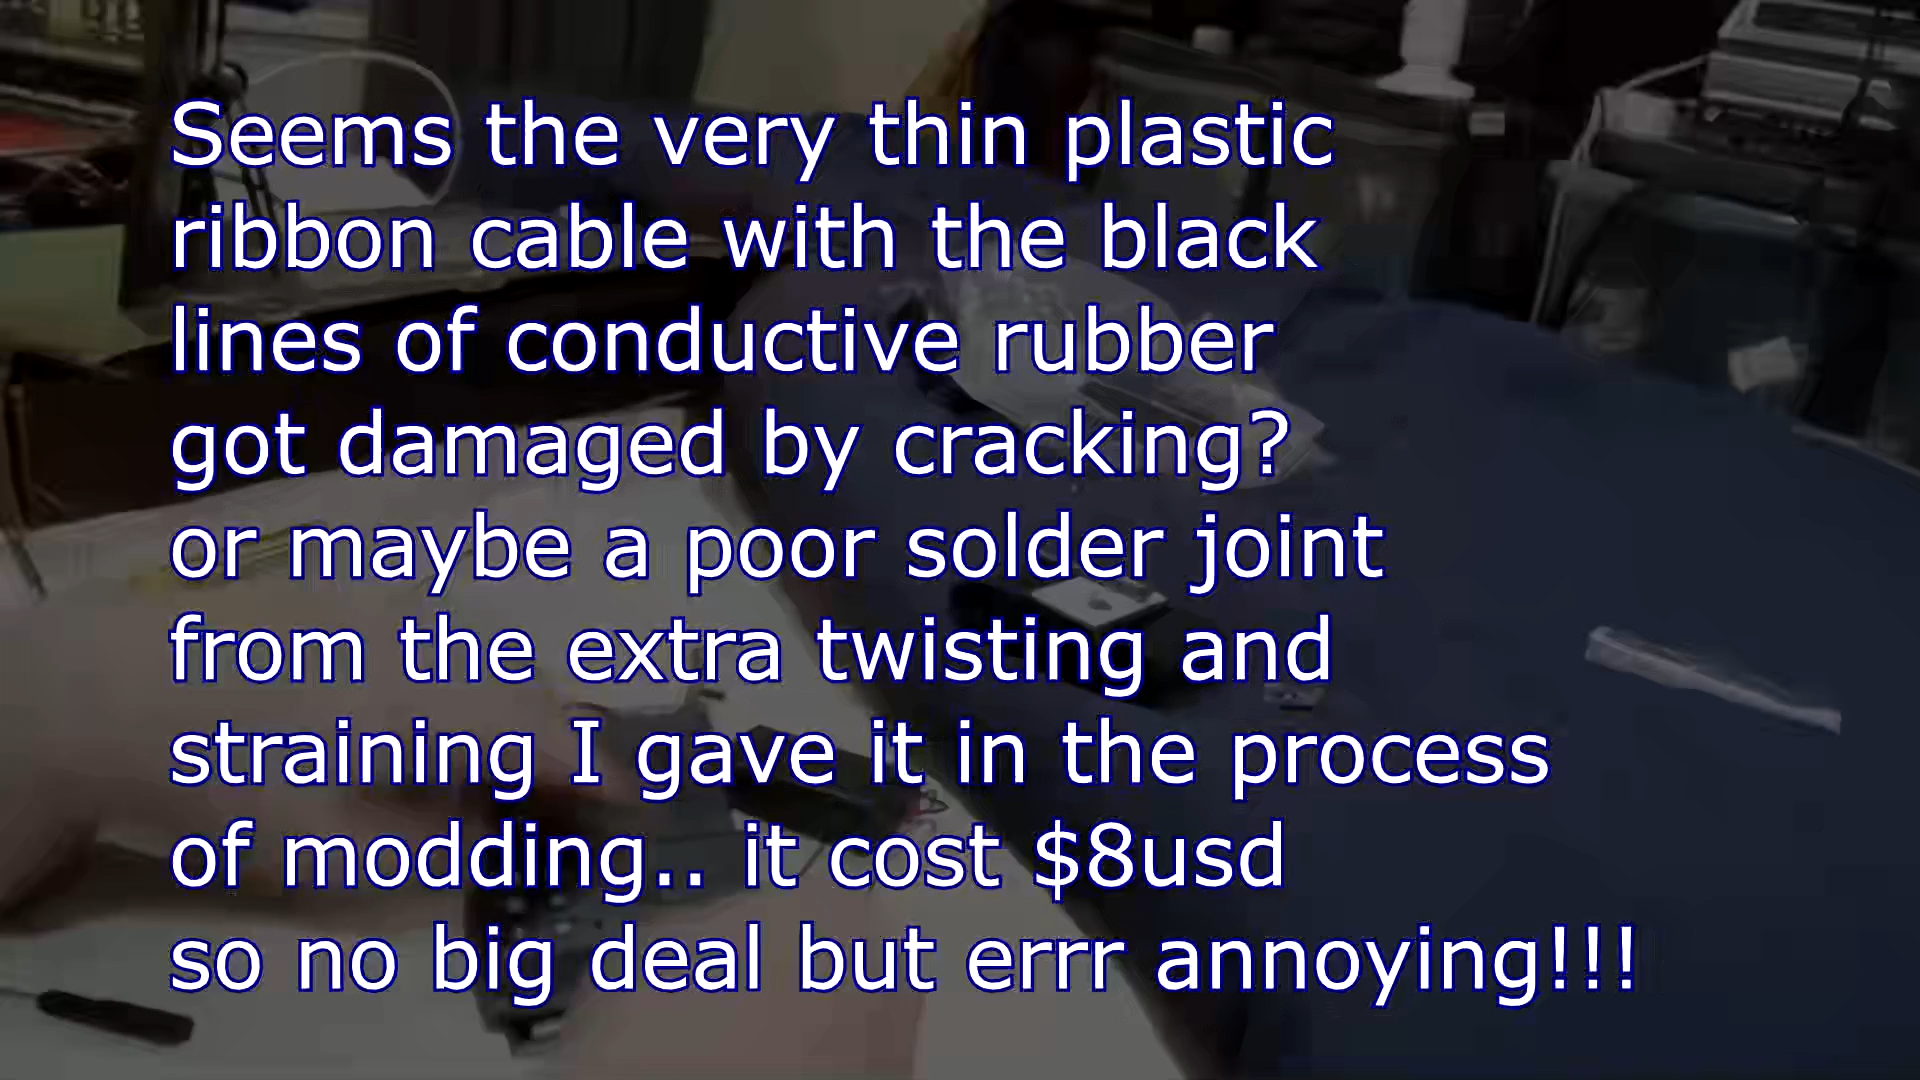 Seems the very thin plastic
ribbon cable with the black
lines of conductive rubber
got damaged by cracking?
or maybe a poor solder joint
from the extra twisting and
straining I gave it in the process
of modding.. it cost $8usd
so no big deal but errr annoying!!!